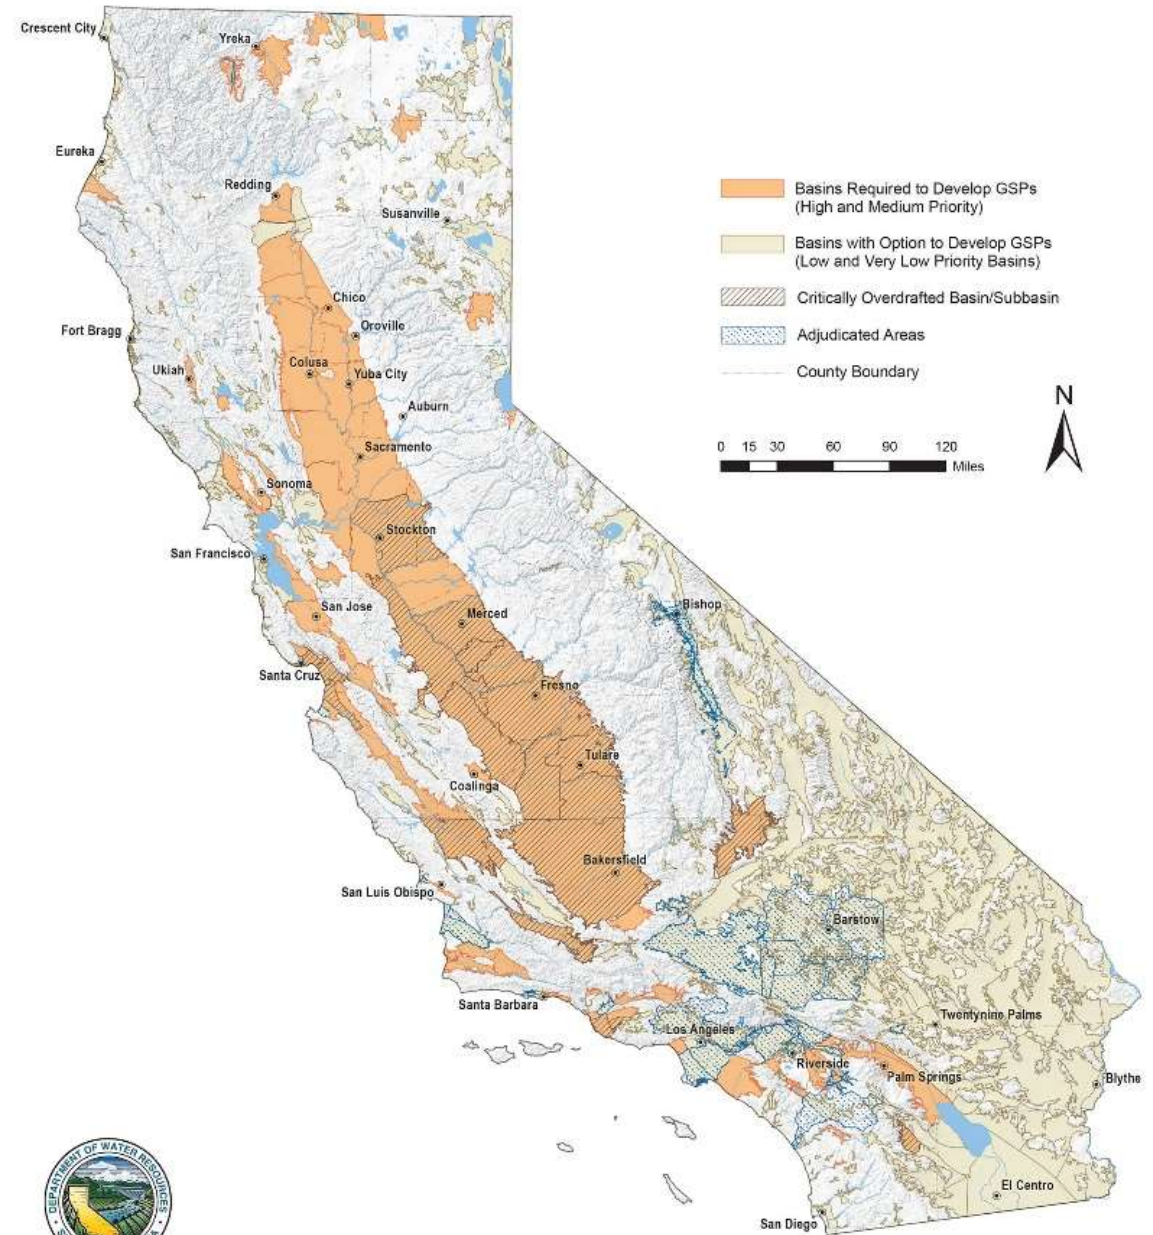 Crescent City
Yreka
Eureka
Redding
Susanville
Basins Required to Develop GSPs
(High and Medium Priority)
Basins with Option to Develop GSPs
(Low and Very Low Priority Basins)
Critically Overdrafted Basin/Subbasin
Adjudicated Areas
County Boundary
N
0 15 30 60 90 120
Miles
Chico
Oroville
Fort Bragg
Colusa
Ukiah
Yuba City
Auburn
Sacramento
Sonoma
Stockton
San Francisco
San Jose
Merced
Bishop
Santa Cruz
Fresno
Tulare
Coalinga
Bakersfield
San Luis Obispo
Barstow
Santa Barbara
Los Angeles
Twentynine Palms
Riverside
Palm Springs
Blythe
El Centro
San Diego
DEPARTMENT OF WATER RESOURCES